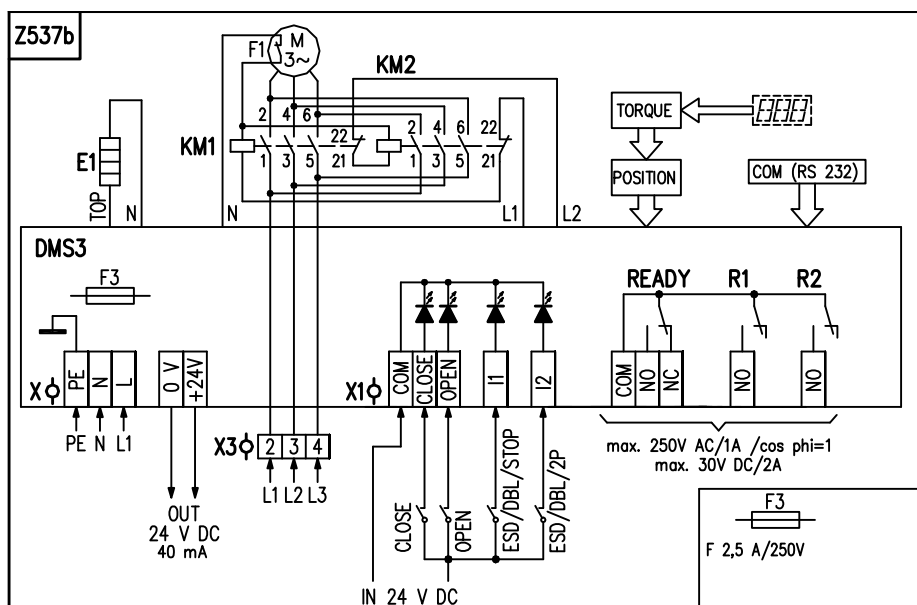 Z537b
F1
M
3~
KM2
TORQUE
8.8.8.8.
2 4 6
22
2 4 6
22
KM1
1 3 5
21
1 3 5
21
E1
POSITION
COM (RS 232)
TOP
N
N
L1
L2
DMS3
F3
READY R1 R2
X
PE
N
L
0 V
+24V
X1
COM
CLOSE
OPEN
I1
I2
COM
NO
NC
NO
NO
PE N L1
X3
2 3 4
L1 L2 L3
max. 250V AC/1A /cos phi=1
max. 30V DC/2A
OUT
24 V DC
40 mA
CLOSE
OPEN
ESD/DBL/STOP
ESD/DBL/2P
F3
F 2,5 A/250V
IN 24 V DC